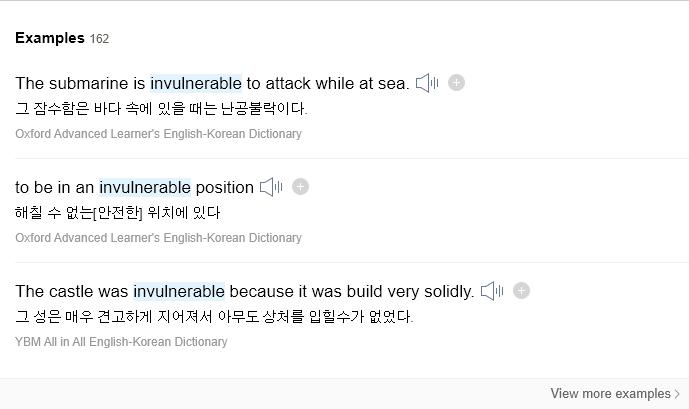 Examples 162
The submarine is invulnerable to attack while at sea.
그 잠수함은 바다 속에 있을 때는 난공불락이다.
Oxford Advanced Learner's English-Korean Dictionary
to be in an invulnerable position
해칠 수 없는[안전한] 위치에 있다
Oxford Advanced Learner's English-Korean Dictionary
The castle was invulnerable because it was build very solidly.
그 성은 매우 견고하게 지어져서 아무도 상처를 입힐수가 없었다.
YBM All in All English-Korean Dictionary
View more examples